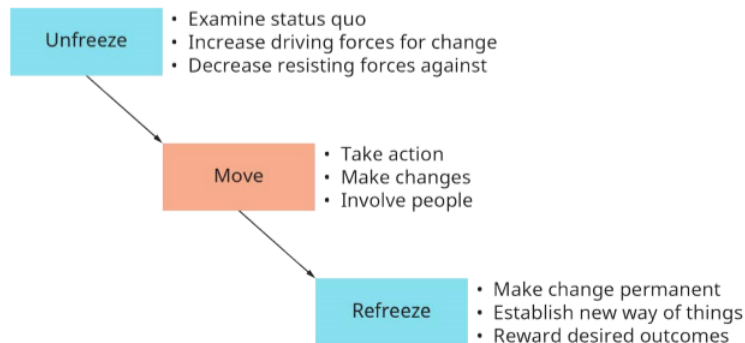 Unfreeze
• Examine status quo
• Increase driving forces for change
• Decrease resisting forces against
Move
• Take action
• Make changes
• Involve people
Refreeze
• Make change permanent
• Establish new way of things
• Reward desired outcomes